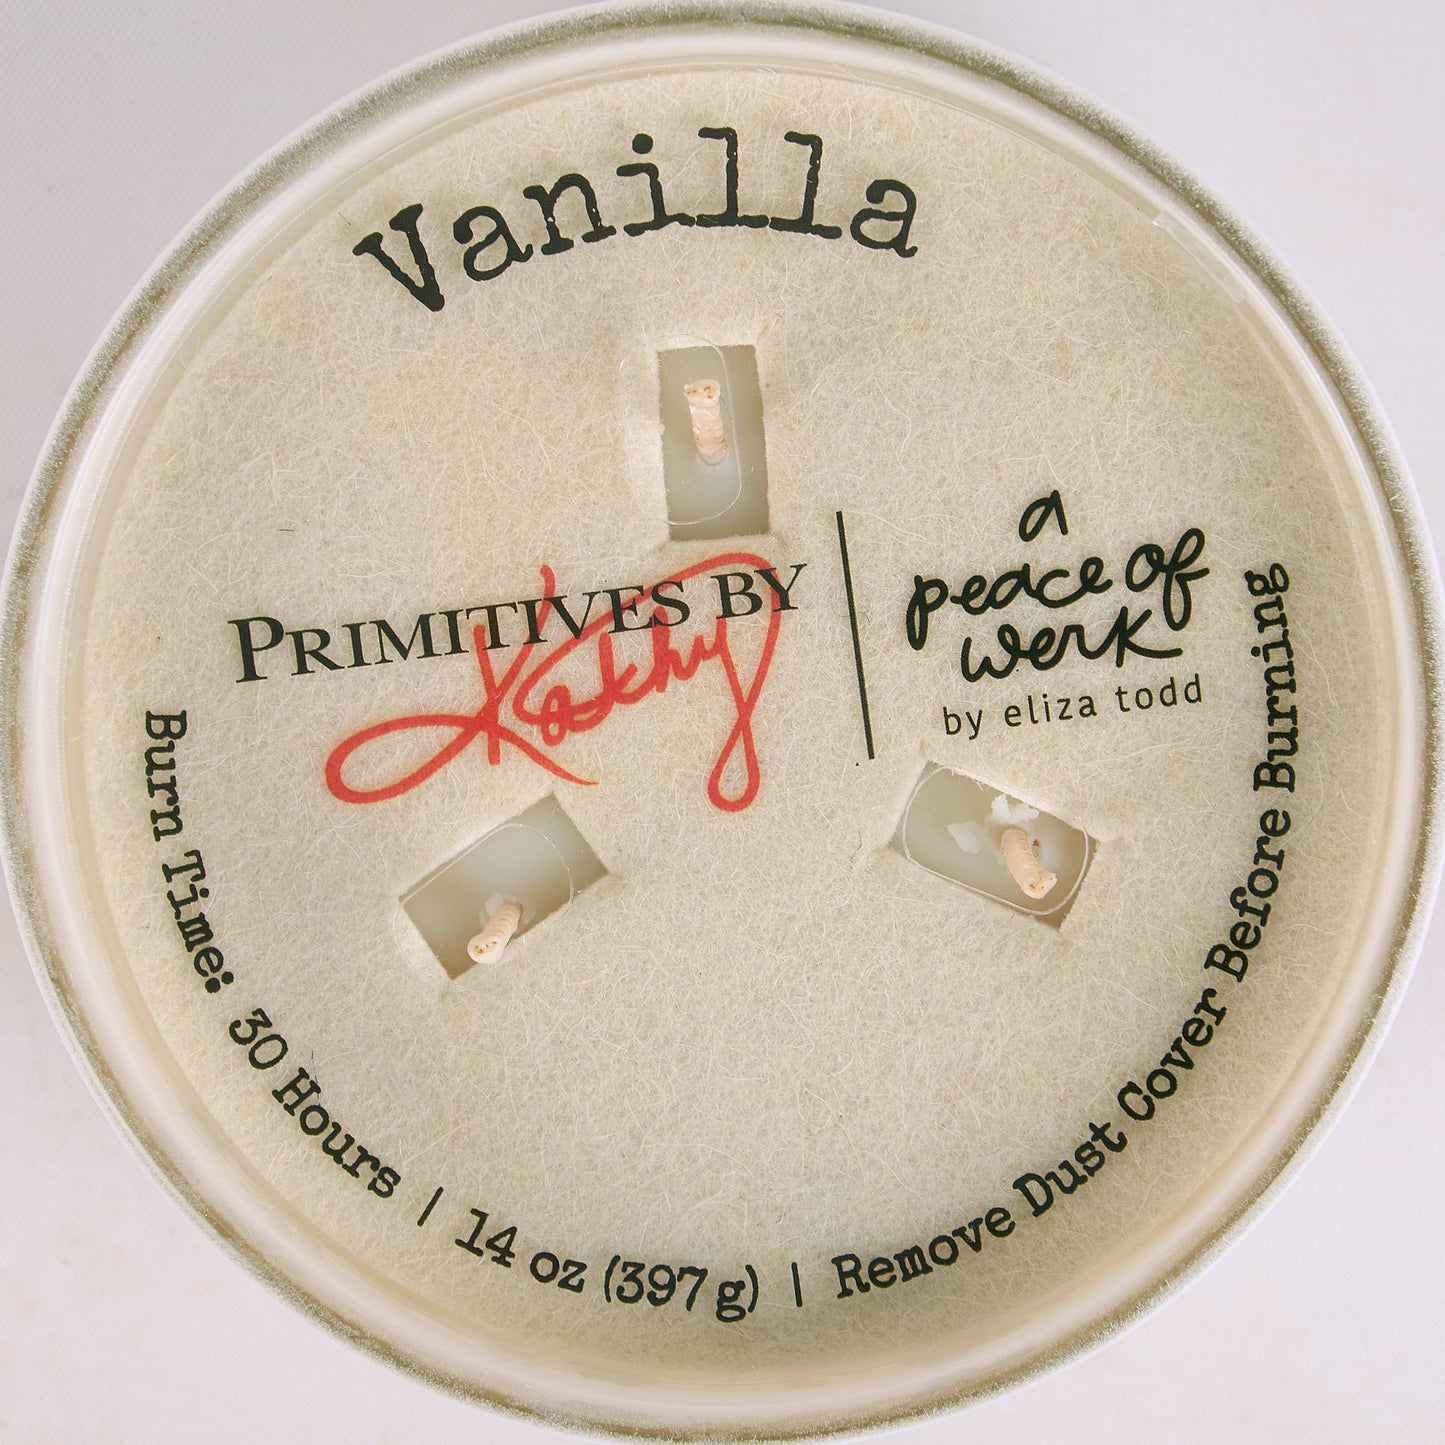 Vanilla
PRIMITIVES BY
Kathy
a
peace of
werk
by eliza todd
Burn Time: 30 Hours | 14 oz (397 g) | Remove Dust Cover Before Burning